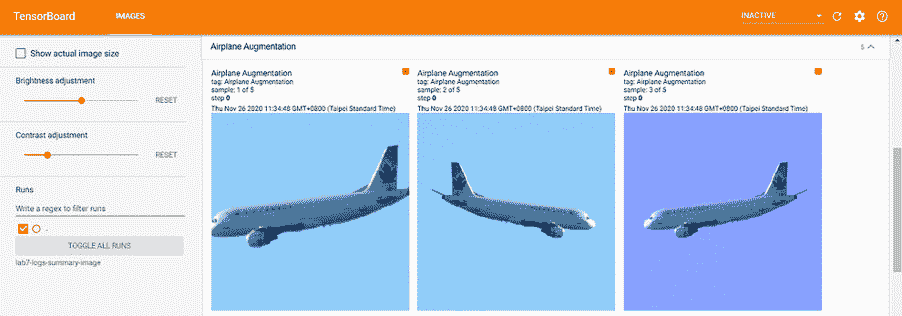 TensorBoard
IMAGES
INACTIVE
Show actual image size
Brightness adjustment
RESET
Contrast adjustment
RESET
Runs
Write a regex to filter runs
.
TOGGLE ALL RUNS
lab7-logs-summary-image
Airplane Augmentation
5
Airplane Augmentation
tag: Airplane Augmentation
sample: 1 of 5
step 0
Thu Nov 26 2020 11:34:48 GMT+0800 (Taipei Standard Time)
Airplane Augmentation
tag: Airplane Augmentation
sample: 2 of 5
step 0
Thu Nov 26 2020 11:34:48 GMT+0800 (Taipei Standard Time)
Airplane Augmentation
tag: Airplane Augmentation
sample: 3 of 5
step 0
Thu Nov 26 2020 11:34:48 GMT+0800 (Taipei Standard Time)